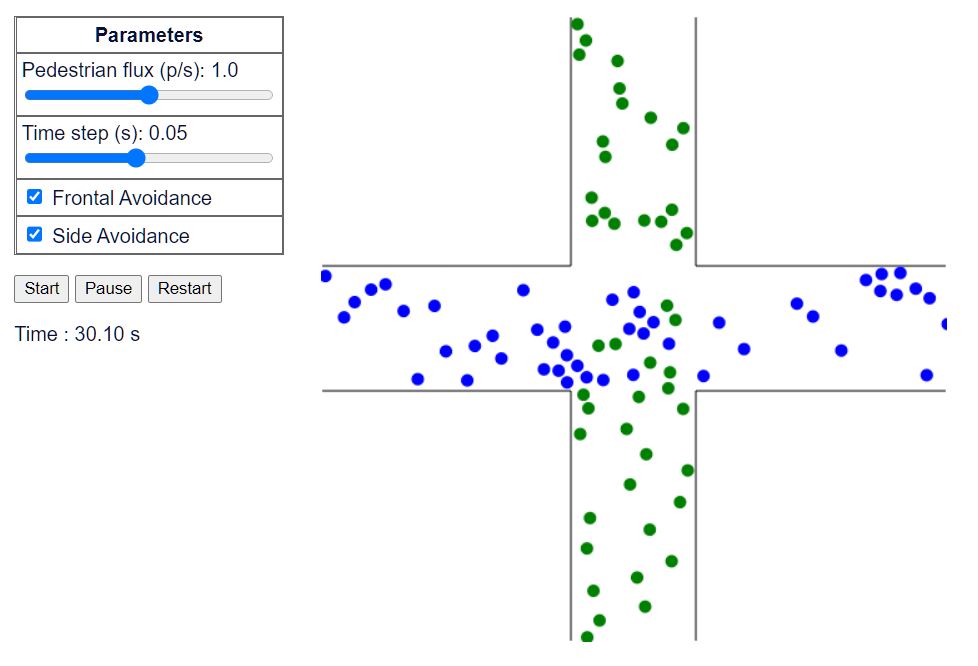 Parameters
Pedestrian flux (p/s): 1.0
Time step (s): 0.05
Frontal Avoidance
Side Avoidance
Start Pause Restart
Time : 30.10 s